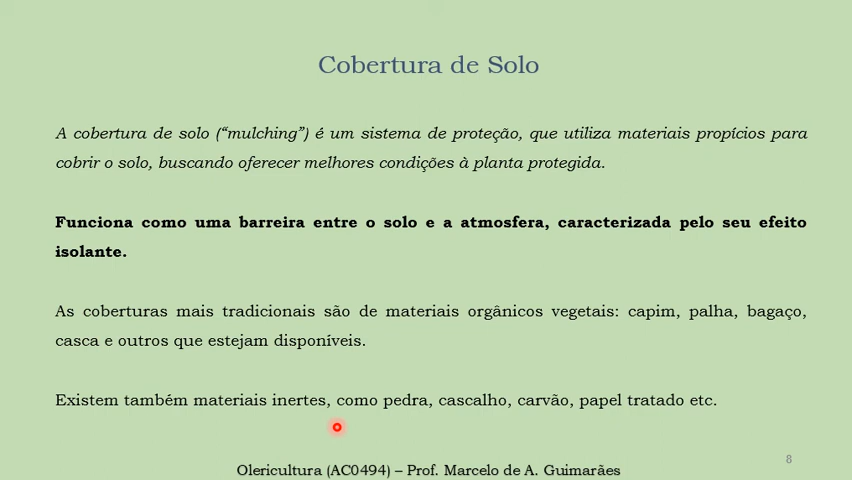 Cobertura de Solo
A cobertura de solo (“mulching”) é um sistema de proteção, que utiliza materiais propícios para
cobrir o solo, buscando oferecer melhores condições à planta protegida.
Funciona como uma barreira entre o solo e a atmosfera, caracterizada pelo seu efeito
isolante.
As coberturas mais tradicionais são de materiais orgânicos vegetais: capim, palha, bagaço,
casca e outros que estejam disponíveis.
Existem também materiais inertes, como pedra, cascalho, carvão, papel tratado etc.
8
Olericultura (AC0494) – Prof. Marcelo de A. Guimarães